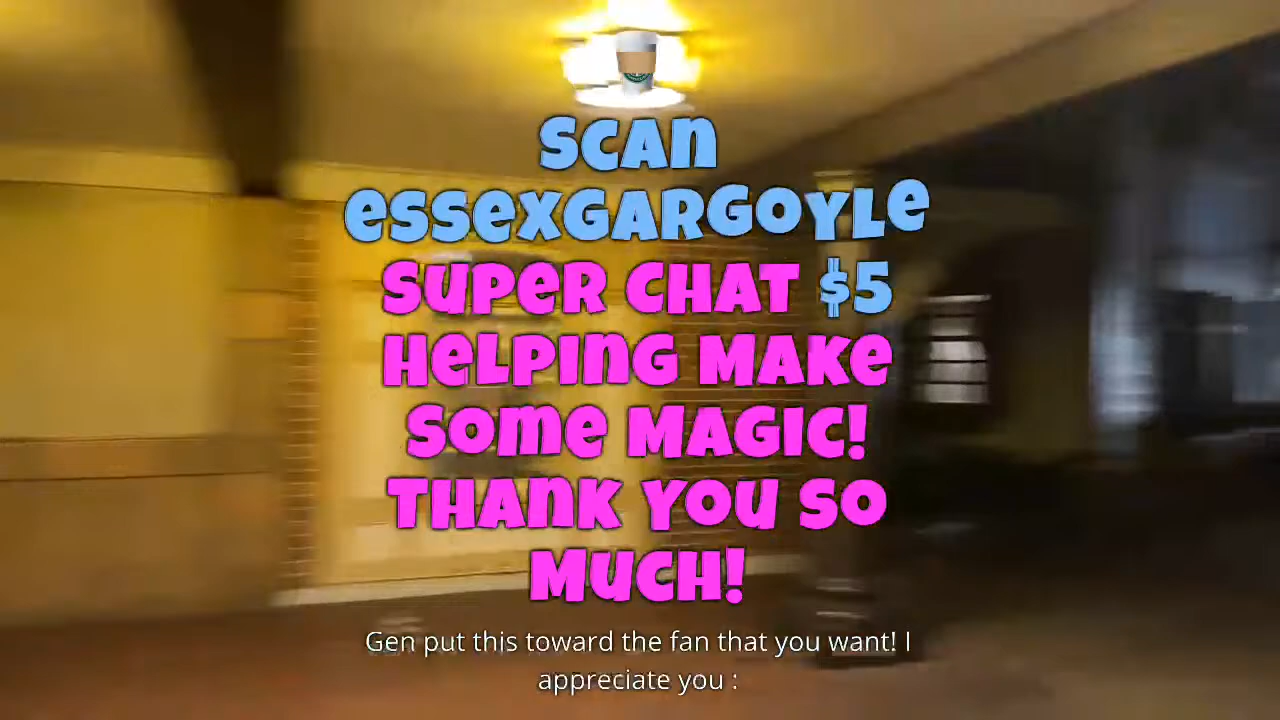 SCAN
ESSEXGARGOYLE
SUPER CHAT $5
HELPING MAKE
SOME MAGIC!
THANK YOU SO
MUCH!
Gen put this toward the fan that you want! I
appreciate you :